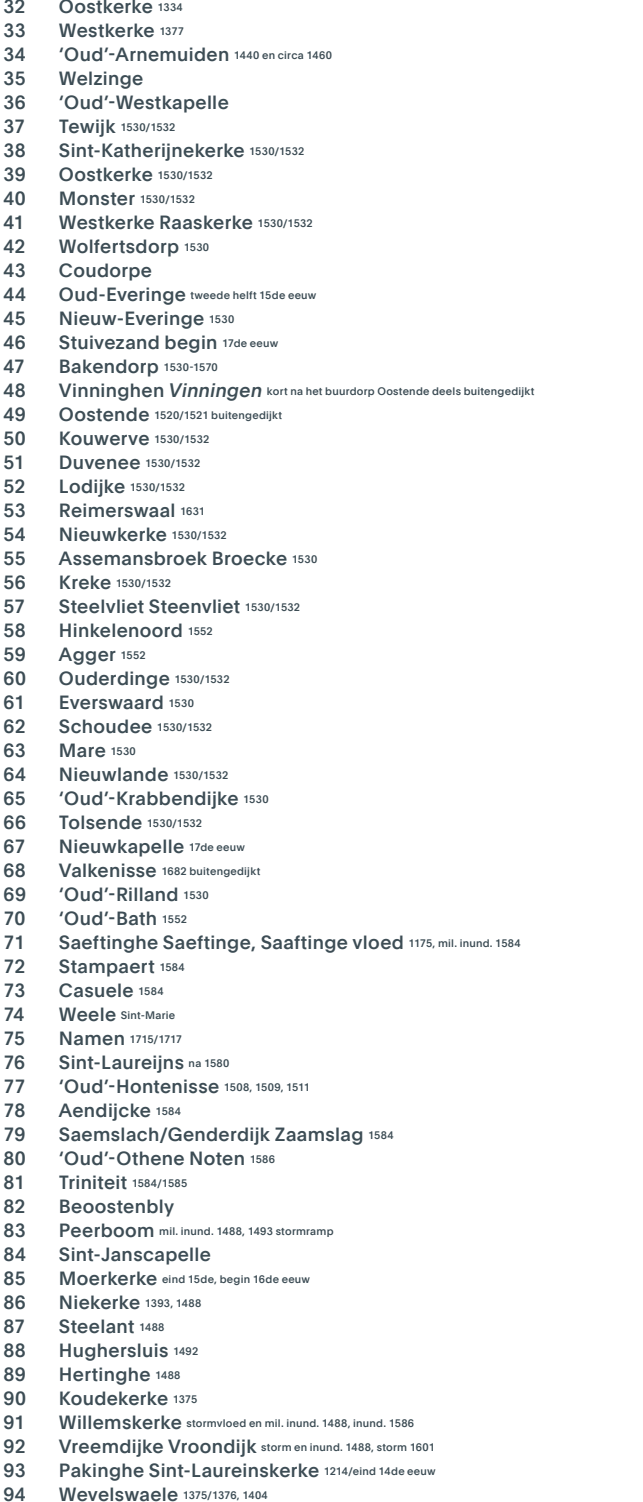 32 Oostkerke 1334
33 Westkerke 1377
34 ‘Oud’-Arnemuiden 1440 en circa 1460
35 Welzinge
36 ‘Oud’-Westkapelle
37 Tewijk 1530/1532
38 Sint-Katherijnekerke 1530/1532
39 Oostkerke 1530/1532
40 Monster 1530/1532
41 Westkerke Raaskerke 1530/1532
42 Wolfertsdorp 1530
43 Coudorpe
44 Oud-Everinge tweede helft 15de eeuw
45 Nieuw-Everinge 1530
46 Stuivezand begin 17de eeuw
47 Bakendorp 1530-1570
48 Vinninghen Vinningen kort na het buurdorp Oostende deels buitengedijkt
49 Oostende 1520/1521 buitengedijkt
50 Kouwerve 1530/1532
51 Duvenee 1530/1532
52 Lodijke 1530/1532
53 Reimerswaal 1631
54 Nieuwkerke 1530/1532
55 Assemansbroek Broecke 1530
56 Kreke 1530/1532
57 Steelvliet Steenvliet 1530/1532
58 Hinkelenoord 1552
59 Agger 1552
60 Ouderdinge 1530/1532
61 Everswaard 1530
62 Schoudee 1530/1532
63 Mare 1530
64 Nieuwlande 1530/1532
65 ‘Oud’-Krabbendijke 1530
66 Tolsende 1530/1532
67 Nieuwkapelle 17de eeuw
68 Valkenisse 1682 buitengedijkt
69 ‘Oud’-Rilland 1530
70 ‘Oud’-Bath 1552
71 Saeftinghe Saeftinge, Saaftinge vloed 1175, mil. inund. 1584
72 Stampaert 1584
73 Casuele 1584
74 Weele Sint-Marie
75 Namen 1715/1717
76 Sint-Laureijns na 1580
77 ‘Oud’-Hontenisse 1508, 1509, 1511
78 Aendijcke 1584
79 Saemslach/Genderdijk Zaamslag 1584
80 ‘Oud’-Othene Noten 1586
81 Triniteit 1584/1585
82 Beoostenbly
83 Peerboom mil. inund. 1488, 1493 stormramp
84 Sint-Janscapelle
85 Moerkerke eind 15de, begin 16de eeuw
86 Niekerke 1393, 1488
87 Steelant 1488
88 Hughersluis 1492
89 Hertinghe 1488
90 Koudekerke 1375
91 Willemskerke stormvloed en mil. inund. 1488, inund. 1586
92 Vreemdijke Vroondijk storm en inund. 1488, storm 1601
93 Pakinghe Sint-Laureinskerke 1214/eind 14de eeuw
94 Wevelswaele 1375/1376, 1404